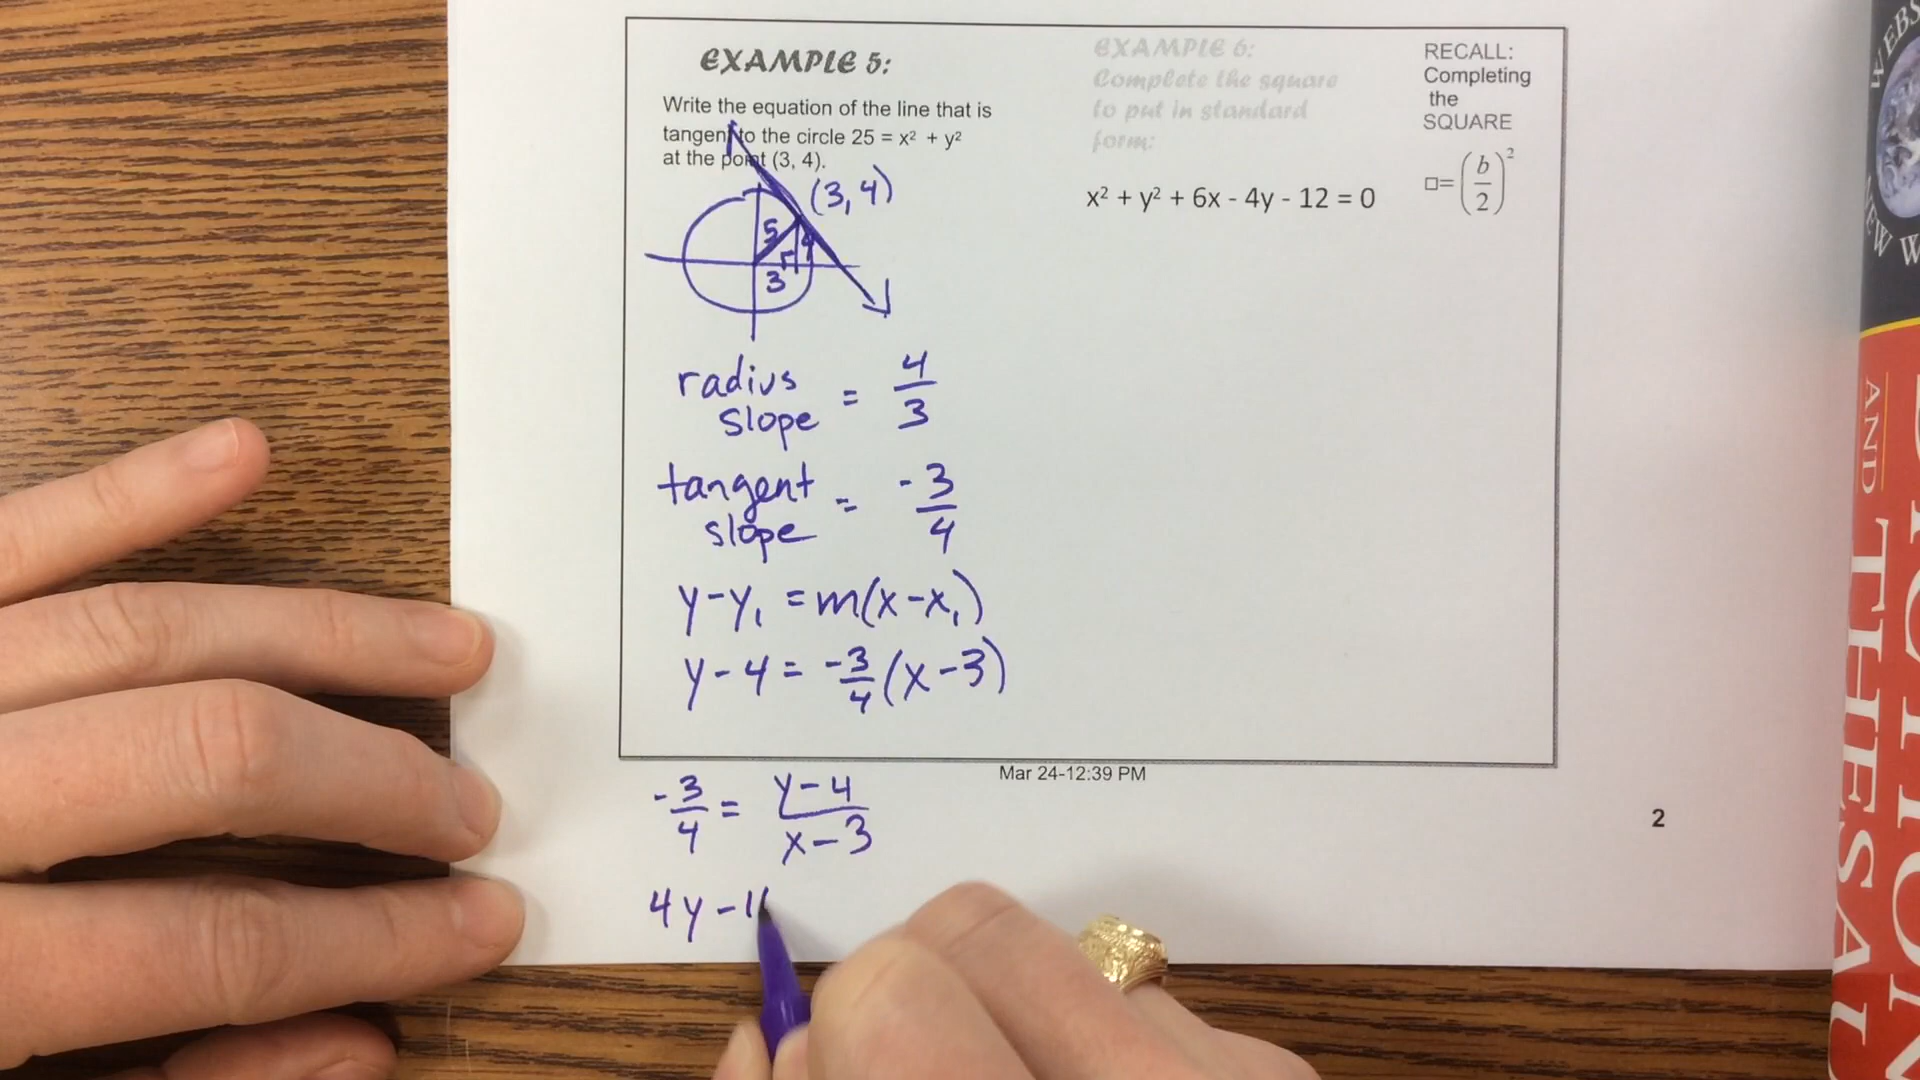 EXAMPLE 5:
Write the equation of the line that is
tangent to the circle 25 = x² + y²
at the point (3, 4).
(3, 4)
5
4
3
radius
slope = 4/3
tangent
slope = -3/4
y-y₁ = m(x-x₁)
y-4 = -3/4 (x-3)
-3/4 = y-4/x-3
4y-1
EXAMPLE 6:
Complete the square
to put in standard
form:
x² + y² + 6x - 4y - 12 = 0
RECALL:
Completing
the
SQUARE
□= (b/2)²
Mar 24-12:39 PM
2
WEBS
NEW W
AND THESAU